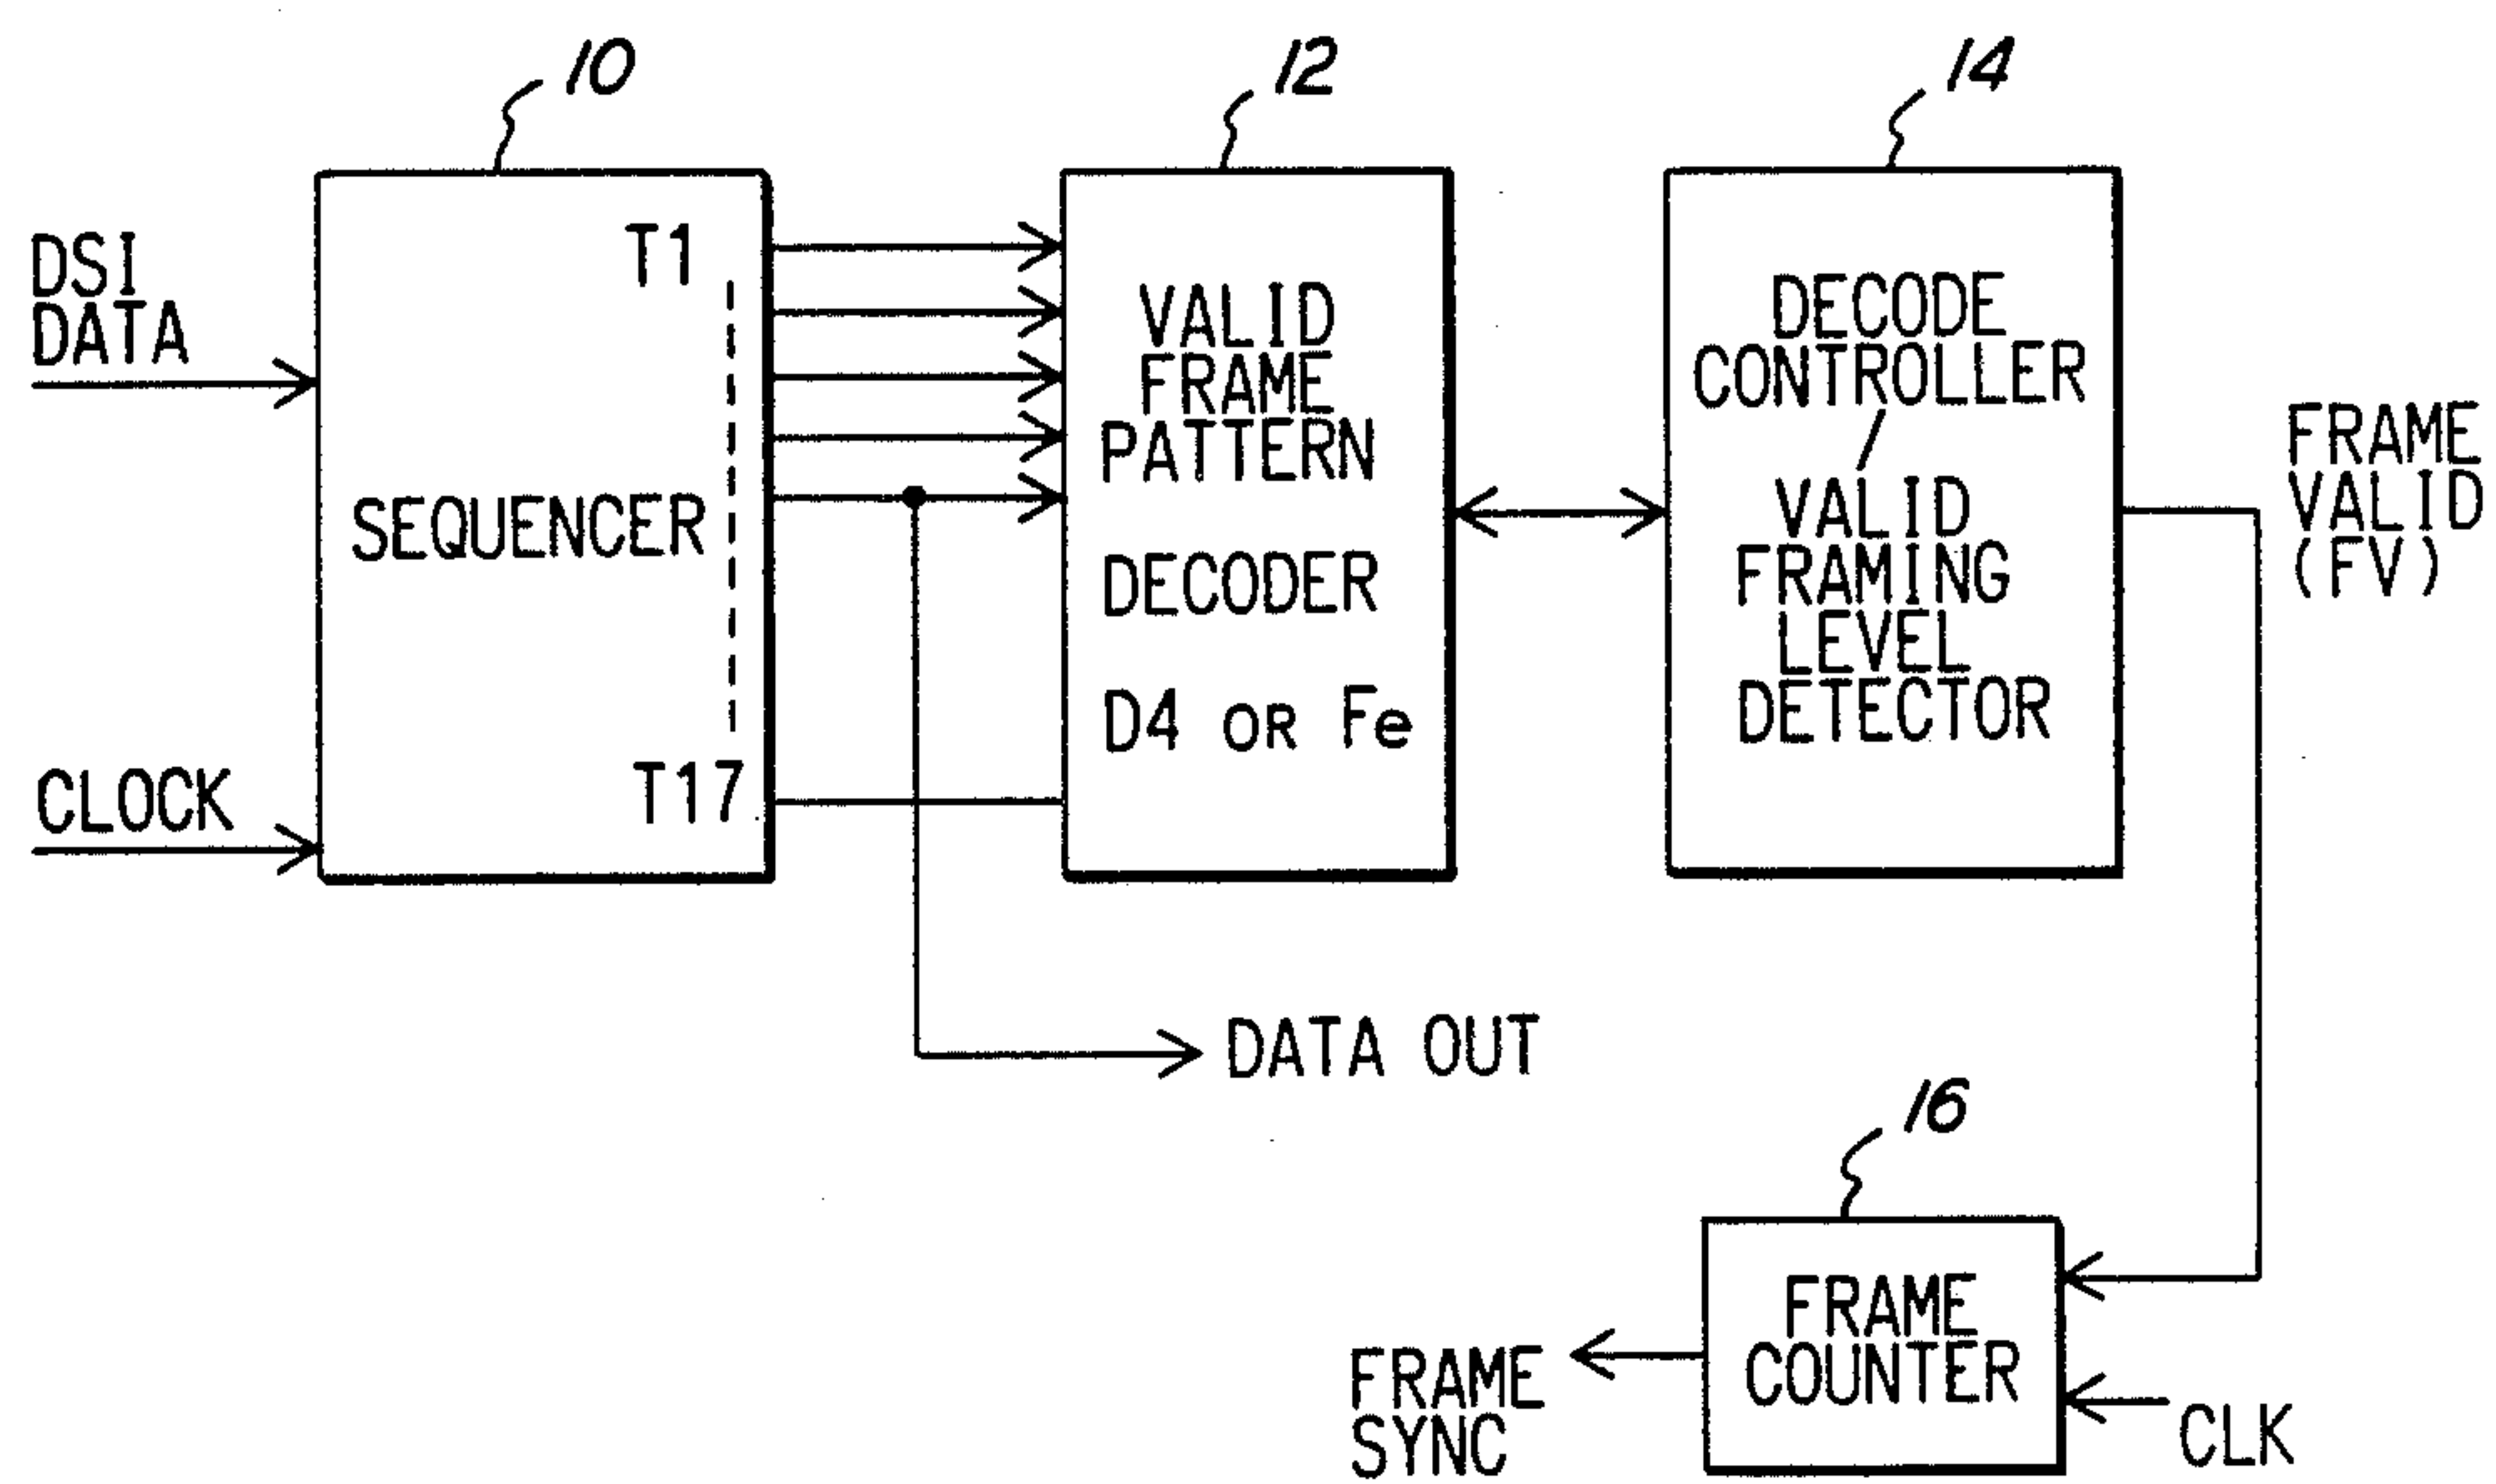 10
12
14
DSI
DATA
CLOCK
T1
SEQUENCER
T17
VALID
FRAME
PATTERN
DECODER
D4 OR Fe
DECODE
CONTROLLER
/
VALID
FRAMING
LEVEL
DETECTOR
FRAME
VALID
(FV)
DATA OUT
16
FRAME
COUNTER
FRAME
SYNC
CLK